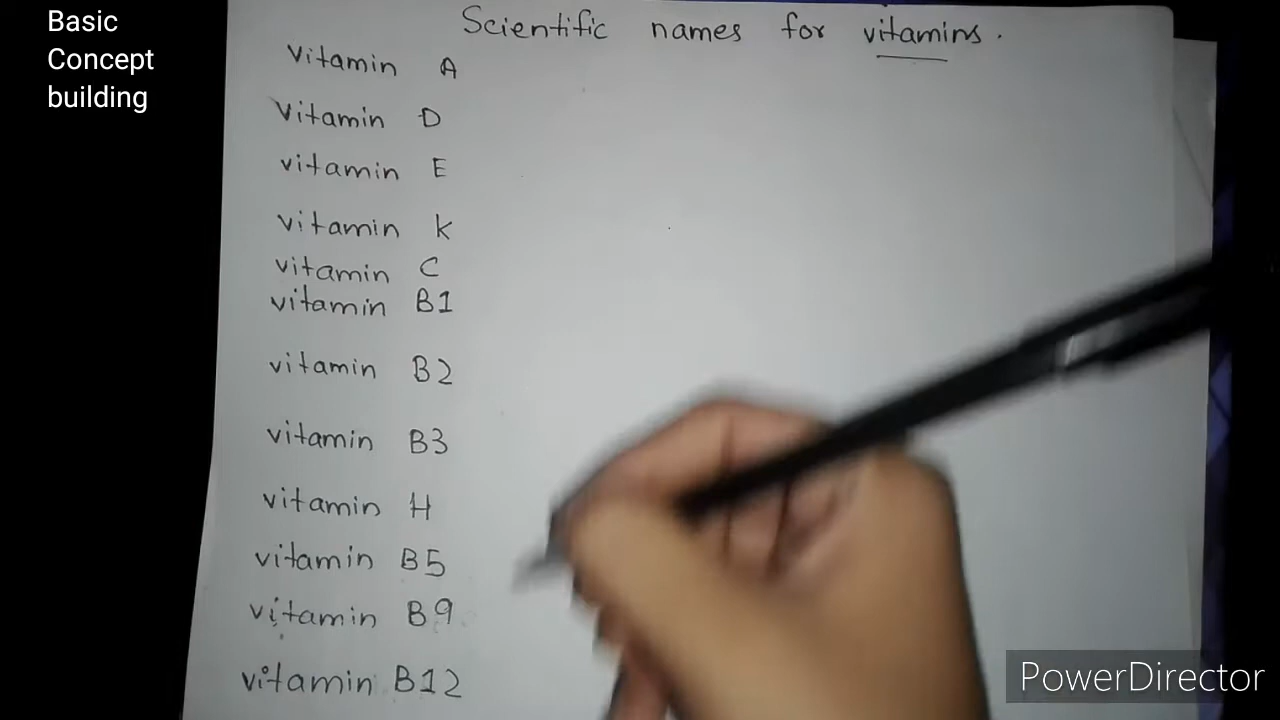 Basic
Concept
building
Scientific names for vitamins.
Vitamin A
Vitamin D
vitamin E
vitamin K
vitamin C
vitamin B1
vitamin B2
vitamin B3
vitamin H
vitamin B5
vitamin B9
vitamin B12
PowerDirector